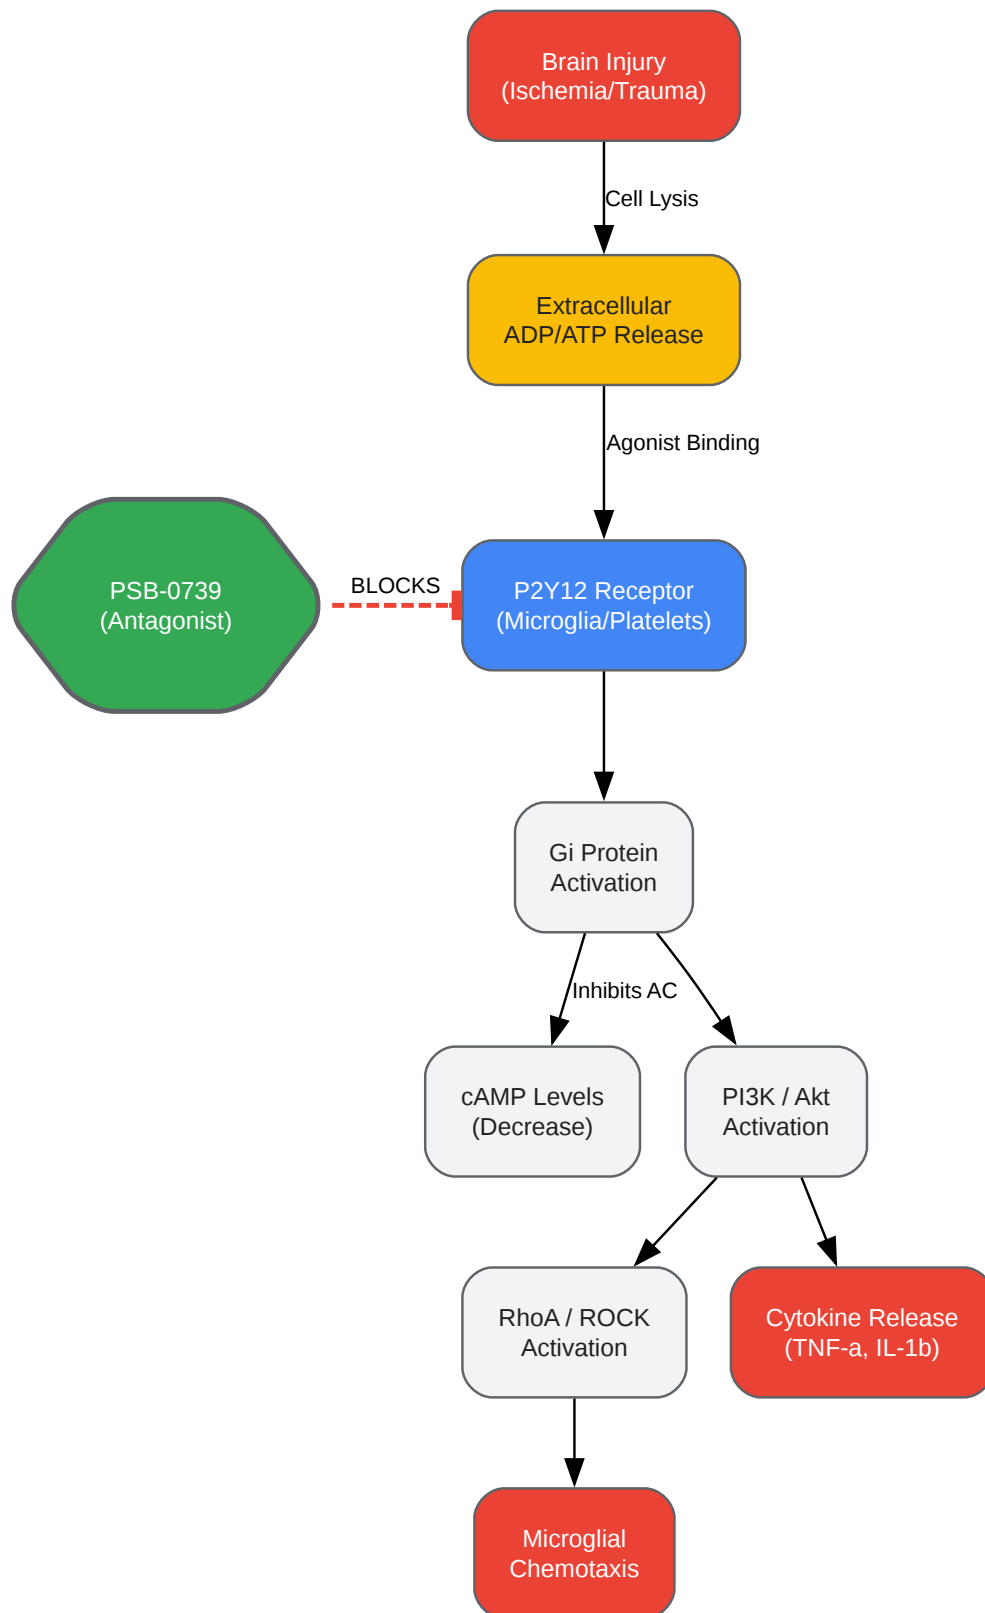 Brain Injury
(Ischemia/Trauma)
Cell Lysis
Extracellular
ADP/ATP Release
Agonist Binding
PSB-0739
(Antagonist)
BLOCKS
P2Y12 Receptor
(Microglia/Platelets)
Gi Protein
Activation
Inhibits AC
cAMP Levels
(Decrease)
PI3K / Akt
Activation
RhoA / ROCK
Activation
Cytokine Release
(TNF-a, IL-1b)
Microglial
Chemotaxis